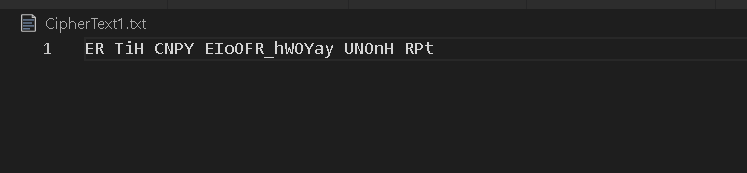 CipherText1.txt
1 ER TiH CNPY EIoOFR_hWOYay UNOnH RPt